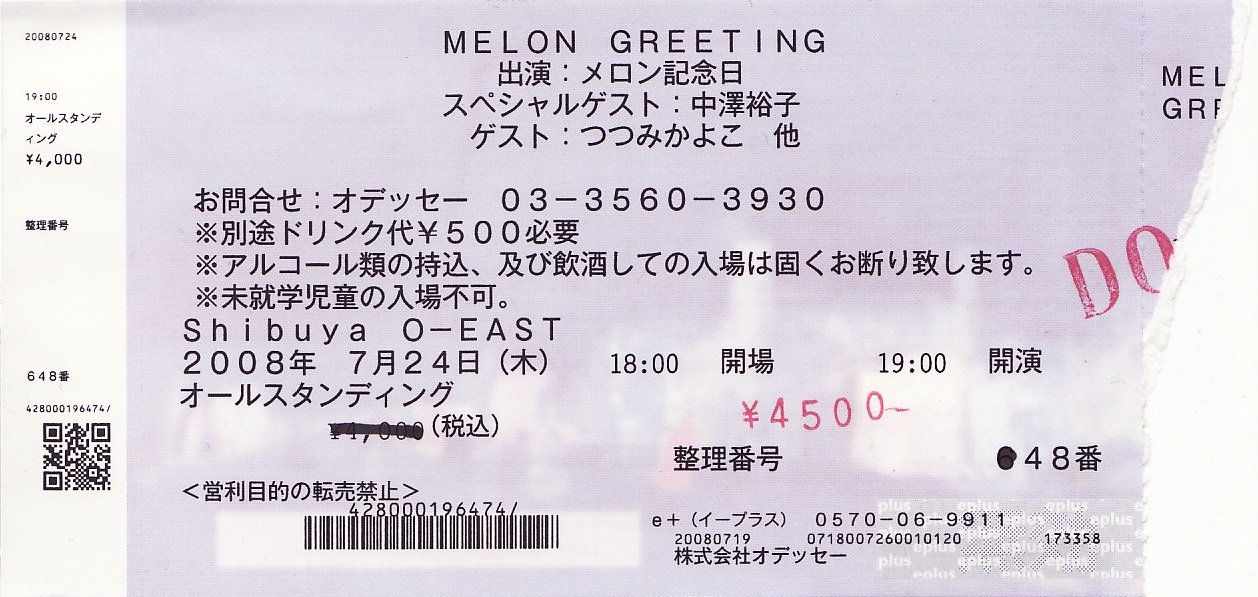 20080724
19:00
オールスタンデ
ィング
¥4,000
整理番号
648番
428000196474/
MELON GREETING
出演：メロン記念日
スペシャルゲスト：中澤裕子
ゲスト：つつみかよこ 他
お問合せ：オデッセー 03-3560-3930
※別途ドリンク代¥500必要
※アルコール類の持込、及び飲酒しての入場は固くお断り致します。
※未就学児童の入場不可。
Shibuya O-EAST
2008年 7月24日（木） 18:00 開場 19:00 開演
オールスタンディング
¥4500-
¥4,000(税込)
整理番号 648番
＜営利目的の転売禁止＞
428000196474/
e+（イープラス） 0570-06-9911
20080719 0718007260010120 173358
株式会社オデッセー
MEL
GRE
DO
eplus